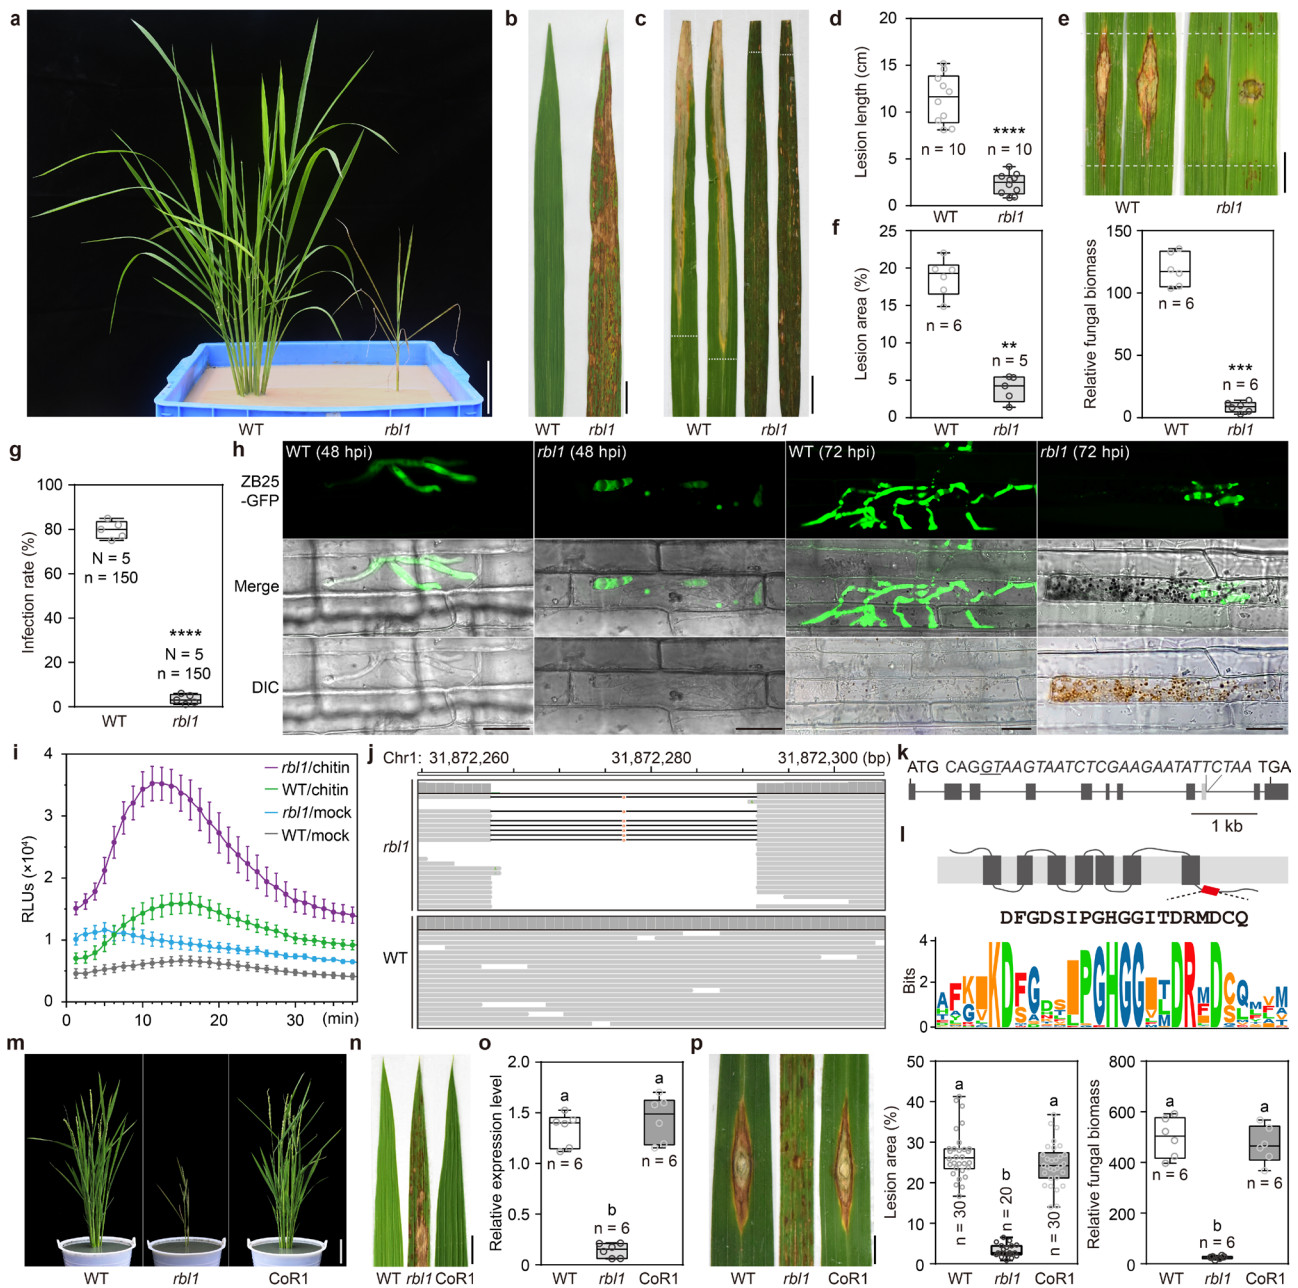 a
WT
rbl1
b
WT
rbl1
c
WT
rbl1
d
Lesion length (cm)
20
15
10
5
0
n = 10
****
n = 10
WT
rbl1
e
WT
rbl1
f
Lesion area (%)
25
20
15
10
5
0
n = 6
**
n = 5
WT
rbl1
Relative fungal biomass
150
100
50
0
n = 6
***
n = 6
WT
rbl1
g
Infection rate (%)
100
80
60
40
20
0
N = 5
n = 150
****
N = 5
n = 150
WT
rbl1
h
WT (48 hpi)
rbl1 (48 hpi)
WT (72 hpi)
rbl1 (72 hpi)
ZB25
-GFP
Merge
DIC
i
RLUs (×10⁴)
4
3
2
1
0
rbl1/chitin
WT/chitin
rbl1/mock
WT/mock
0
10
20
30
(min)
j
Chr1:
31,872,260
31,872,280
31,872,300 (bp)
rbl1
WT
k
ATG CAGGTAAGTAATCTCGAAGAATATTCTAA TGA
1 kb
l
DFGDSIPGHGGITDRMDCQ
Bits
4
2
0
m
WT
rbl1
CoR1
n
WT
rbl1
CoR1
o
Relative expression level
2.0
1.5
1.0
0.5
0
a
n = 6
b
n = 6
a
n = 6
WT
rbl1
CoR1
p
WT
rbl1
CoR1
Lesion area (%)
50
40
30
20
10
0
a
n = 30
b
n = 20
a
n = 30
WT
rbl1
CoR1
Relative fungal biomass
800
600
400
200
0
a
n = 6
b
n = 6
a
n = 6
WT
rbl1
CoR1